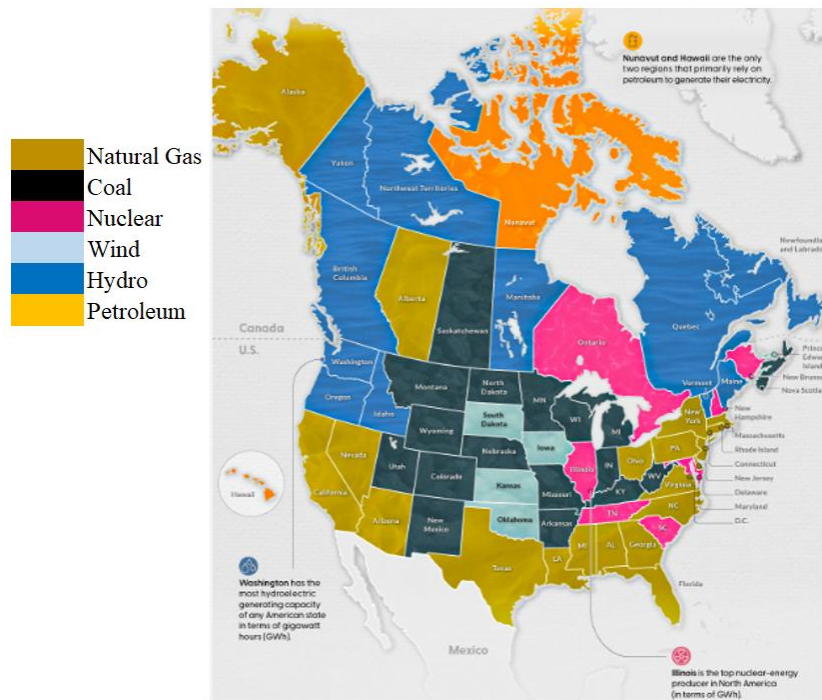 Nunavut and Hawaii are the only
two regions that primarily rely on
petroleum to generate their electricity.
Alaska
Natural Gas
Coal
Nuclear
Wind
Hydro
Petroleum
Yukon
Northwest Territories
Nunavut
Newfoundland
and Labrador
British
Columbia
Alberta
Saskatchewan
Manitoba
Ontario
Quebec
Canada
U.S.
Prince
Edward
Island
New Brunswick
Nova Scotia
Washington
Oregon
Idaho
Montana
North
Dakota
MN
WI
MI
Vermont
Maine
New
York
New
Hampshire
Massachusetts
Rhode Island
Connecticut
New Jersey
Delaware
Maryland
D.C.
Wyoming
South
Dakota
Nebraska
Iowa
Illinois
IN
Ohio
PA
WV
Virginia
Nevada
Utah
Colorado
Kansas
Missouri
KY
California
Arizona
New
Mexico
Oklahoma
Arkansas
TN
NC
SC
Texas
LA
MI
AL
Georgia
Florida
Hawaii
Washington has the
most hydroelectric
generating capacity
of any American state
in terms of gigawatt
hours (GWh).
Mexico
Illinois is the top nuclear-energy
producer in North America
(in terms of GWh).